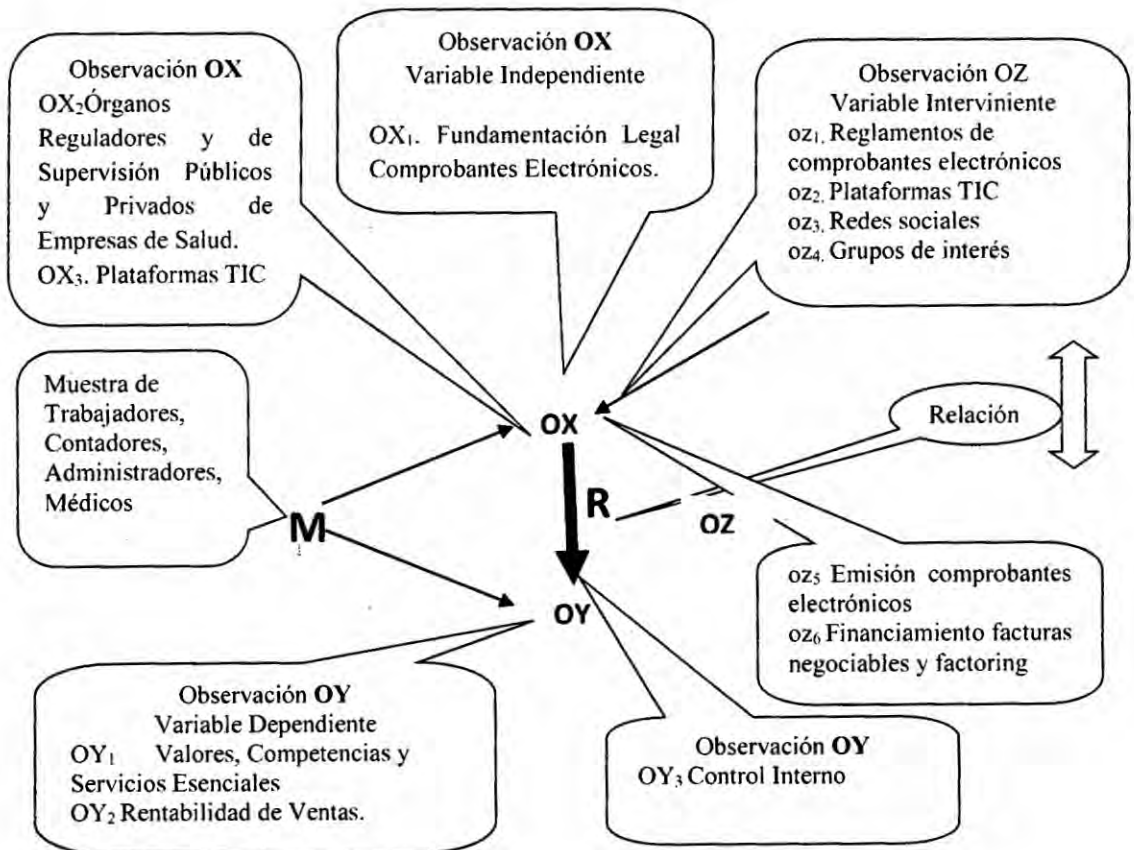 Observación OX
OX₂Órganos
Reguladores y de
Supervisión Públicos
y Privados de
Empresas de Salud.
OX₃. Plataformas TIC
Observación OX
Variable Independiente
OX₁. Fundamentación Legal
Comprobantes Electrónicos.
Observación OZ
Variable Interviniente
oz₁. Reglamentos de
comprobantes electrónicos
oz₂. Plataformas TIC
oz₃. Redes sociales
oz₄. Grupos de interés
Muestra de
Trabajadores,
Contadores,
Administradores,
Médicos
OX
Relación
M
R
OZ
OY
oz₅ Emisión comprobantes
electrónicos
oz₆ Financiamiento facturas
negociables y factoring
Observación OY
Variable Dependiente
OY₁ Valores, Competencias y
Servicios Esenciales
OY₂ Rentabilidad de Ventas.
Observación OY
OY₃ Control Interno